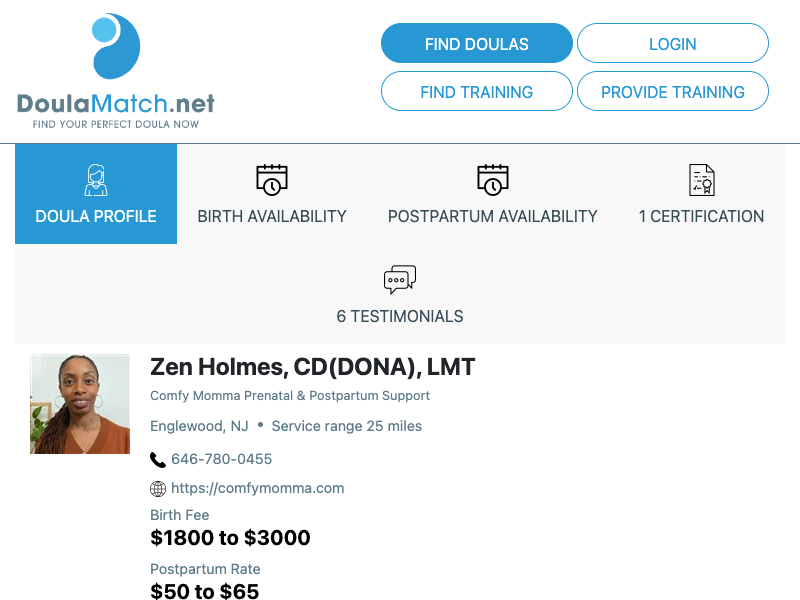 DoulaMatch.net
FIND YOUR PERFECT DOULA NOW
FIND DOULAS
LOGIN
FIND TRAINING
PROVIDE TRAINING
DOULA PROFILE
BIRTH AVAILABILITY
POSTPARTUM AVAILABILITY
1 CERTIFICATION
6 TESTIMONIALS
Zen Holmes, CD(DONA), LMT
Comfy Momma Prenatal & Postpartum Support
Englewood, NJ • Service range 25 miles
646-780-0455
https://comfymomma.com
Birth Fee
$1800 to $3000
Postpartum Rate
$50 to $65